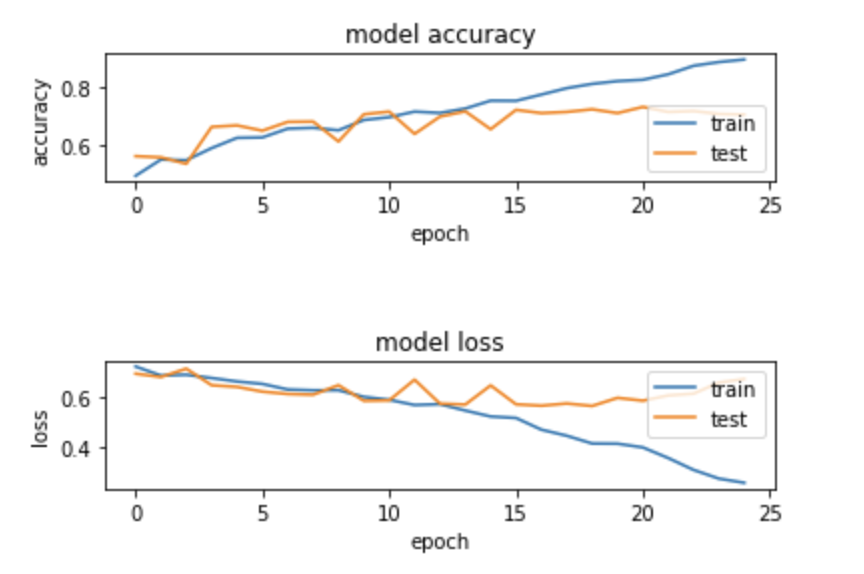 model accuracy
accuracy
0.8
0.6
train
test
0 5 10 15 20 25
epoch
model loss
loss
0.6
0.4
train
test
0 5 10 15 20 25
epoch